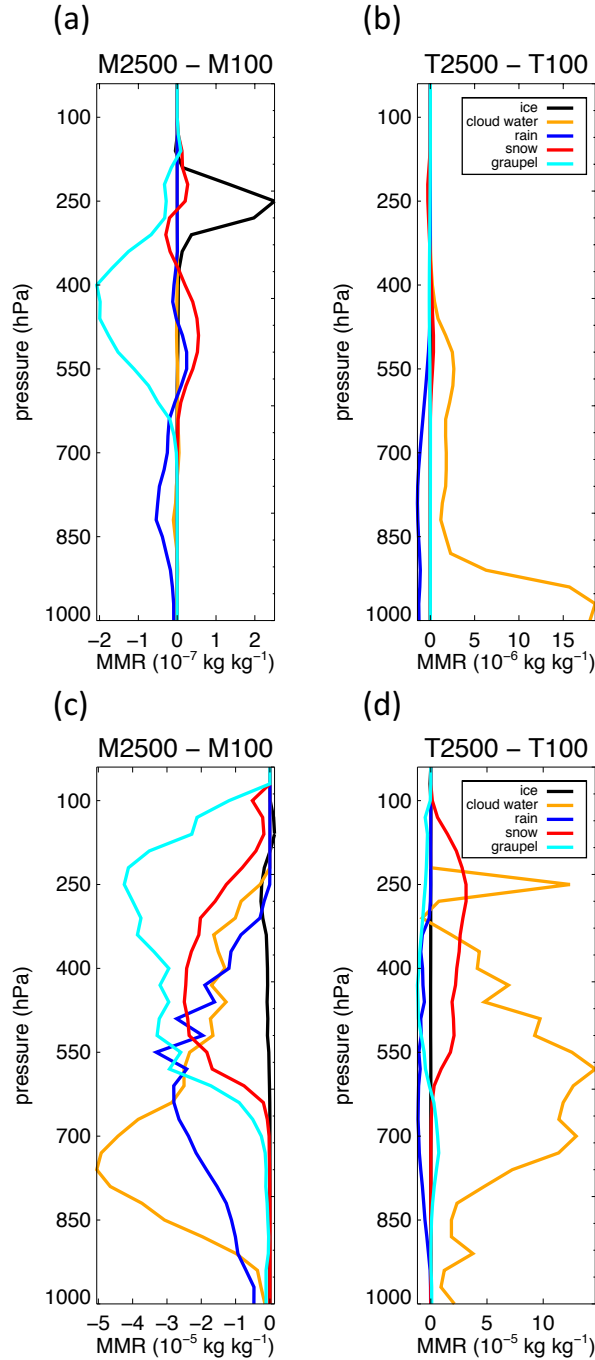 (a)
M2500 − M100
100
250
400
550
700
850
1000
pressure (hPa)
−2 −1 0 1 2
MMR (10⁻⁷ kg kg⁻¹)
(b)
T2500 − T100
ice
cloud water
rain
snow
graupel
100
250
400
550
700
850
1000
pressure (hPa)
0 5 10 15
MMR (10⁻⁶ kg kg⁻¹)
(c)
M2500 − M100
100
250
400
550
700
850
1000
pressure (hPa)
−5 −4 −3 −2 −1 0
MMR (10⁻⁵ kg kg⁻¹)
(d)
T2500 − T100
ice
cloud water
rain
snow
graupel
100
250
400
550
700
850
1000
pressure (hPa)
0 5 10
MMR (10⁻⁵ kg kg⁻¹)